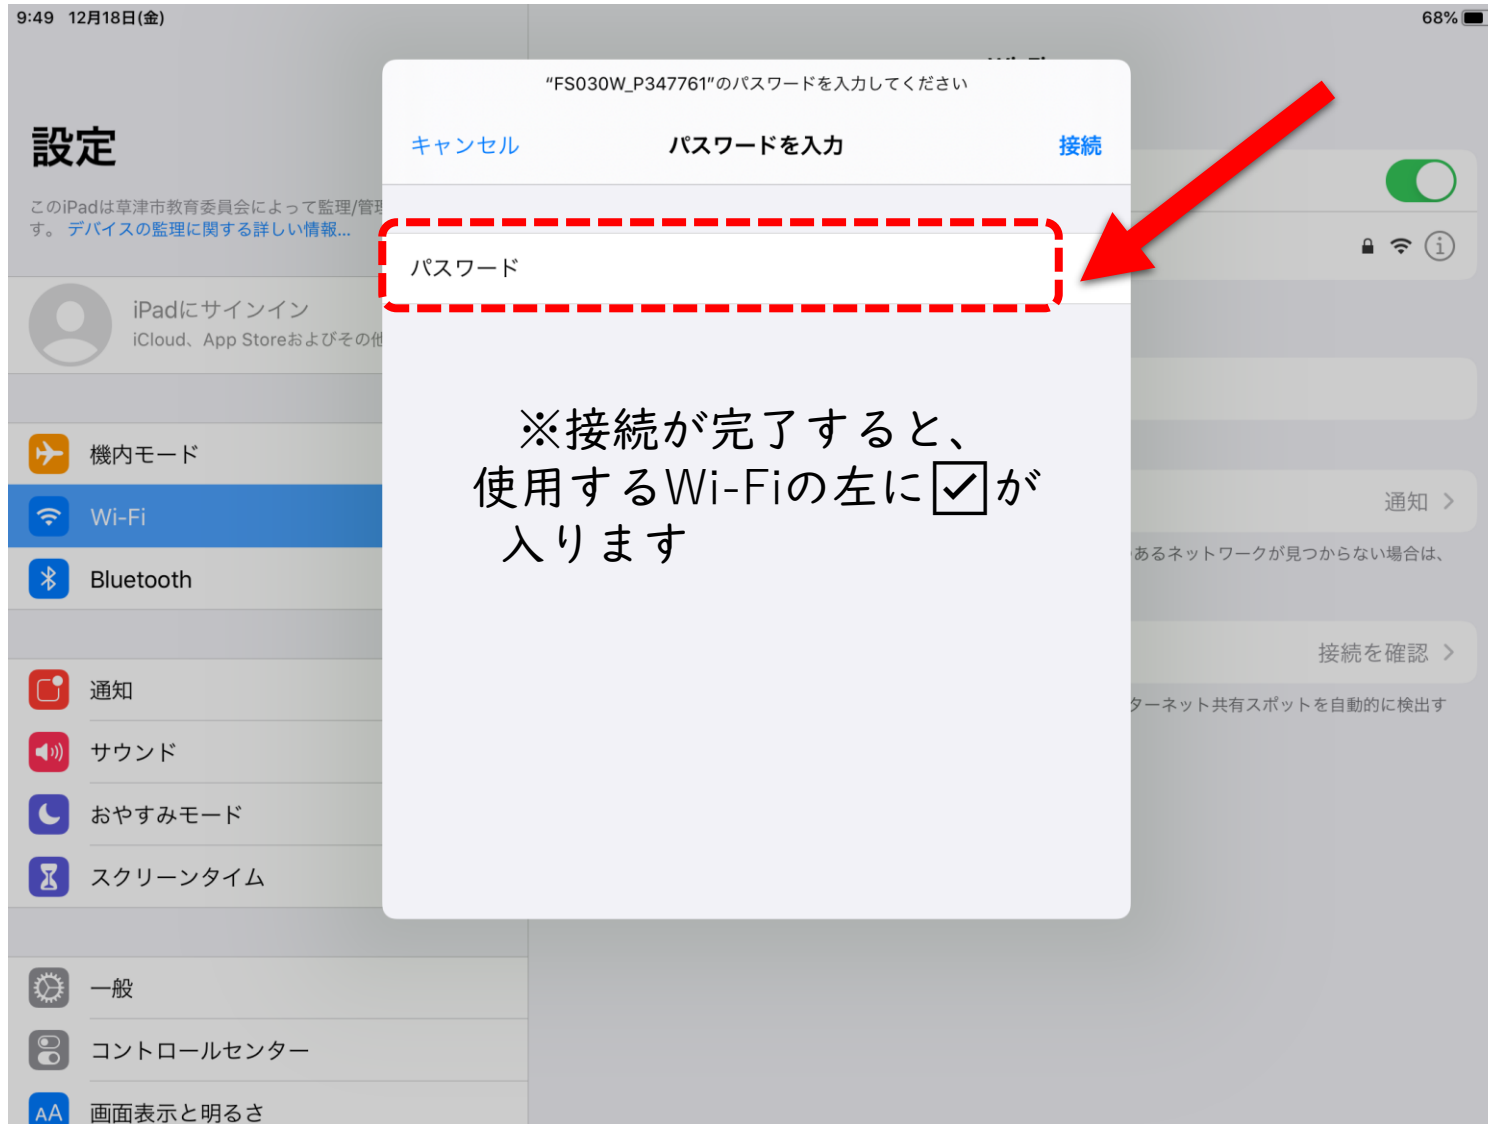 9:49 12月18日(金)
68%
設定
このiPadは草津市教育委員会によって監理/管理
す。 デバイスの監理に関する詳しい情報...
iPadにサインイン
iCloud、App Storeおよびその他
機内モード
Wi-Fi
Bluetooth
通知
サウンド
おやすみモード
スクリーンタイム
一般
コントロールセンター
AA 画面表示と明るさ
“FS030W_P347761”のパスワードを入力してください
キャンセル パスワードを入力 接続
パスワード
※接続が完了すると、
使用するWi-Fiの左に☑が
入ります
通知
あるネットワークが見つからない場合は、
接続を確認
ターネット共有スポットを自動的に検出す